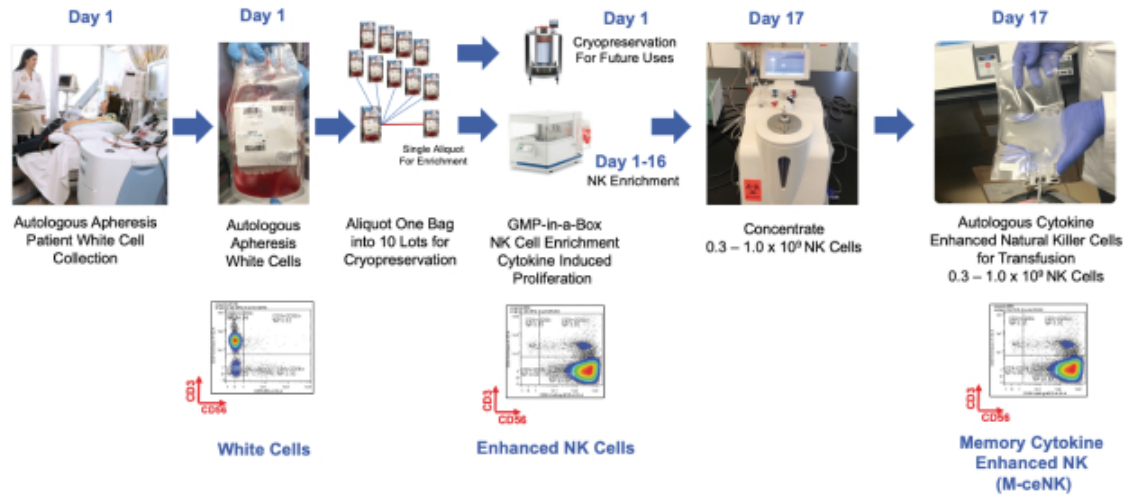 Day 1
Day 1
Day 1
Day 17
Day 17
Cryopreservation
For Future Uses
Single Aliquot
For Enrichment
Day 1-16
NK Enrichment
Autologous Apheresis
Patient White Cell
Collection
Autologous
Apheresis
White Cells
Aliquot One Bag
into 10 Lots for
Cryopreservation
GMP-in-a-Box
NK Cell Enrichment
Cytokine Induced
Proliferation
Concentrate
0.3 – 1.0 x 10⁹ NK Cells
Autologous Cytokine
Enhanced Natural Killer Cells
for Transfusion
0.3 – 1.0 x 10⁹ NK Cells
CD3
CD56
White Cells
CD3
CD56
Enhanced NK Cells
CD3
CD56
Memory Cytokine
Enhanced NK
(M-ceNK)